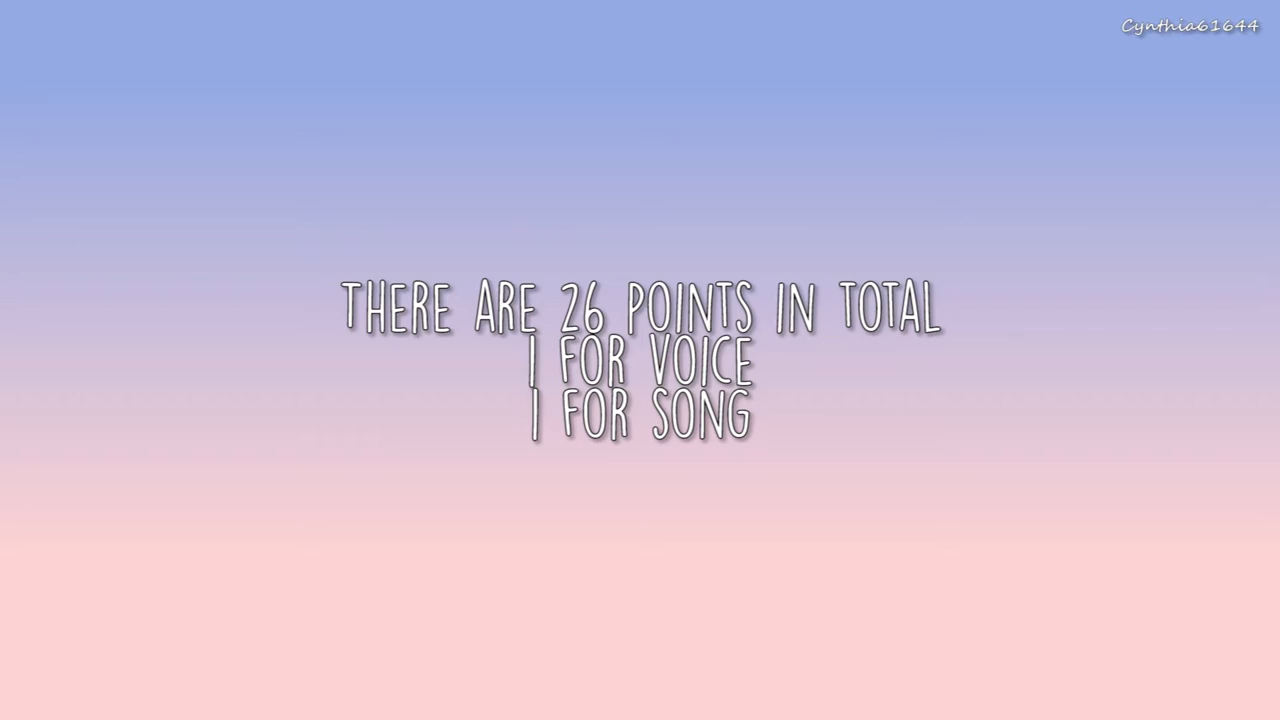 Cynthia61644
THERE ARE 26 POINTS IN TOTAL
1 FOR VOICE
1 FOR SONG